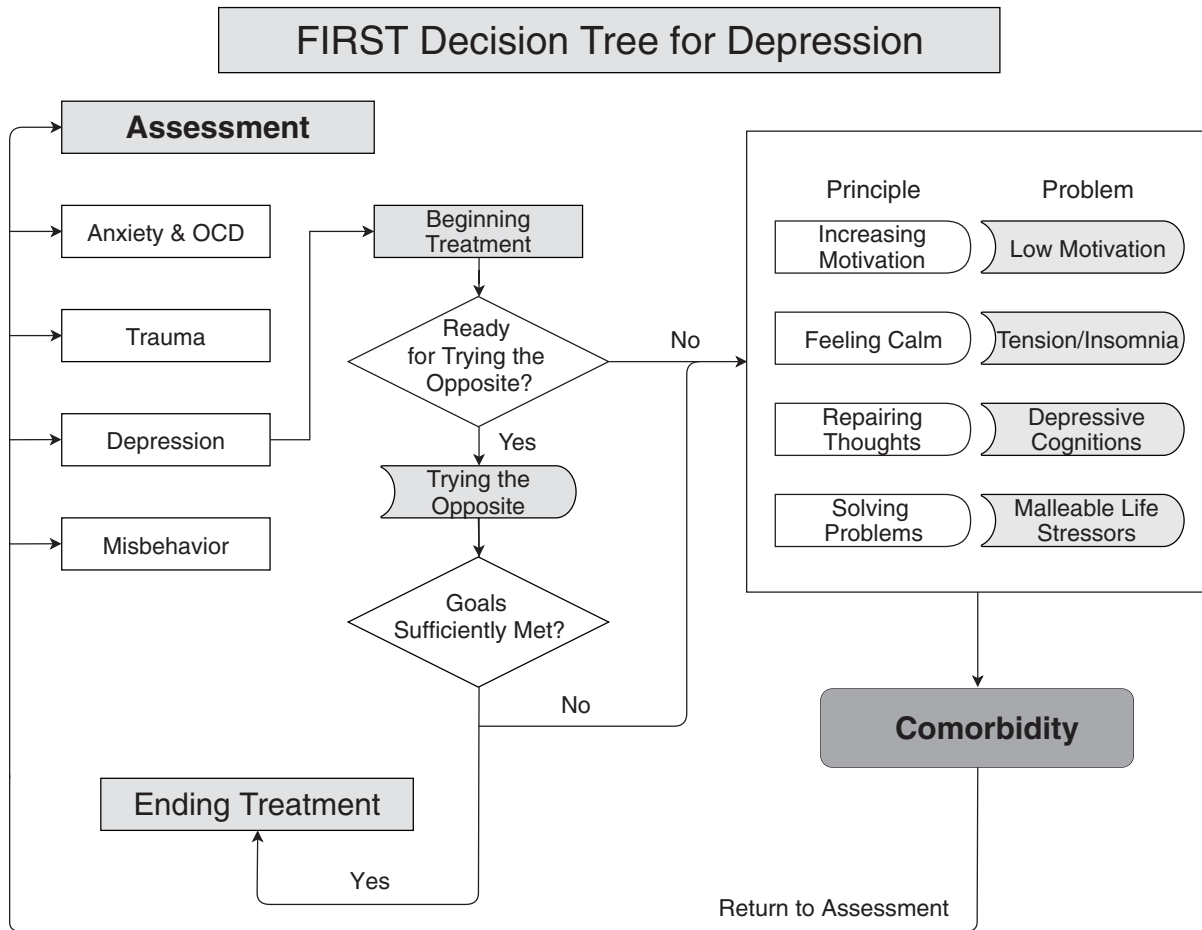 FIRST Decision Tree for Depression
Assessment
Anxiety & OCD
Trauma
Depression
Misbehavior
Beginning
Treatment
Ready
for Trying the
Opposite?
No
Yes
Trying the
Opposite
Goals
Sufficiently Met?
No
Yes
Ending Treatment
Principle
Problem
Increasing
Motivation
Low Motivation
Feeling Calm
Tension/Insomnia
Repairing
Thoughts
Depressive
Cognitions
Solving
Problems
Malleable Life
Stressors
Comorbidity
Return to Assessment